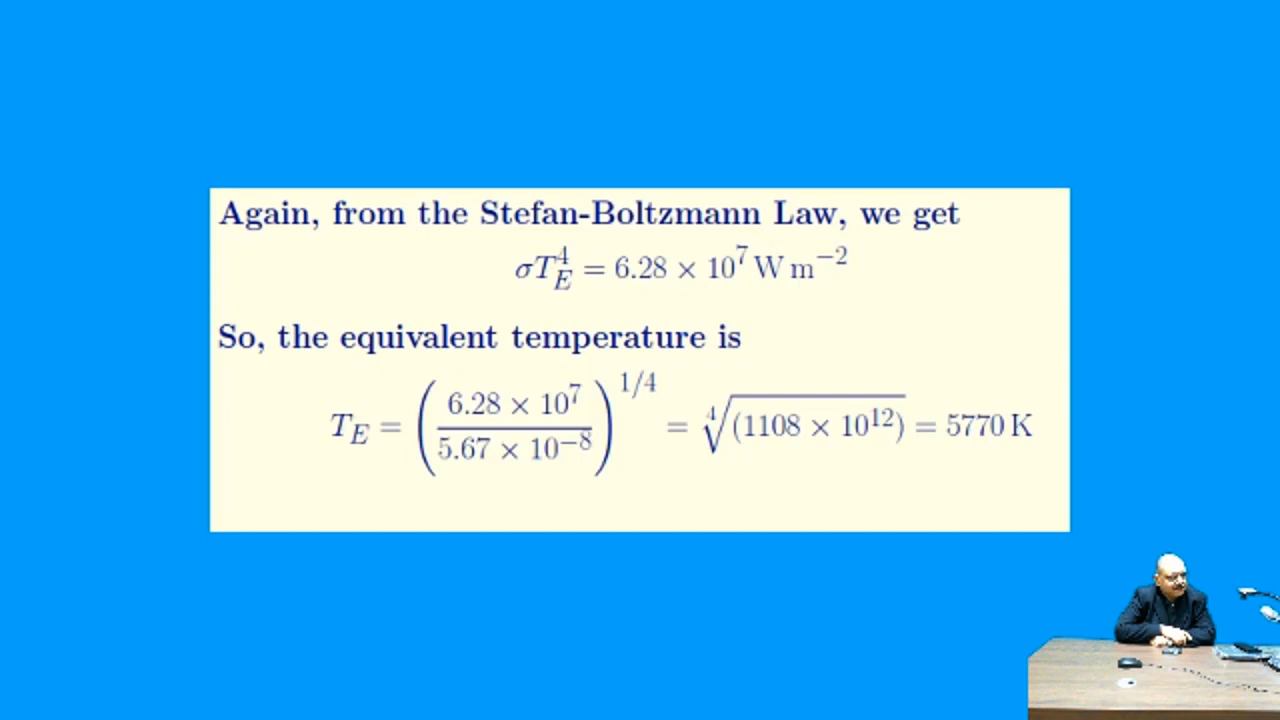 Again, from the Stefan-Boltzmann Law, we get
σT_E^4 = 6.28 × 10^7 W m^−2
So, the equivalent temperature is
T_E = (6.28 × 10^7 / 5.67 × 10^−8)^1/4 = ∜(1108 × 10^12) = 5770 K